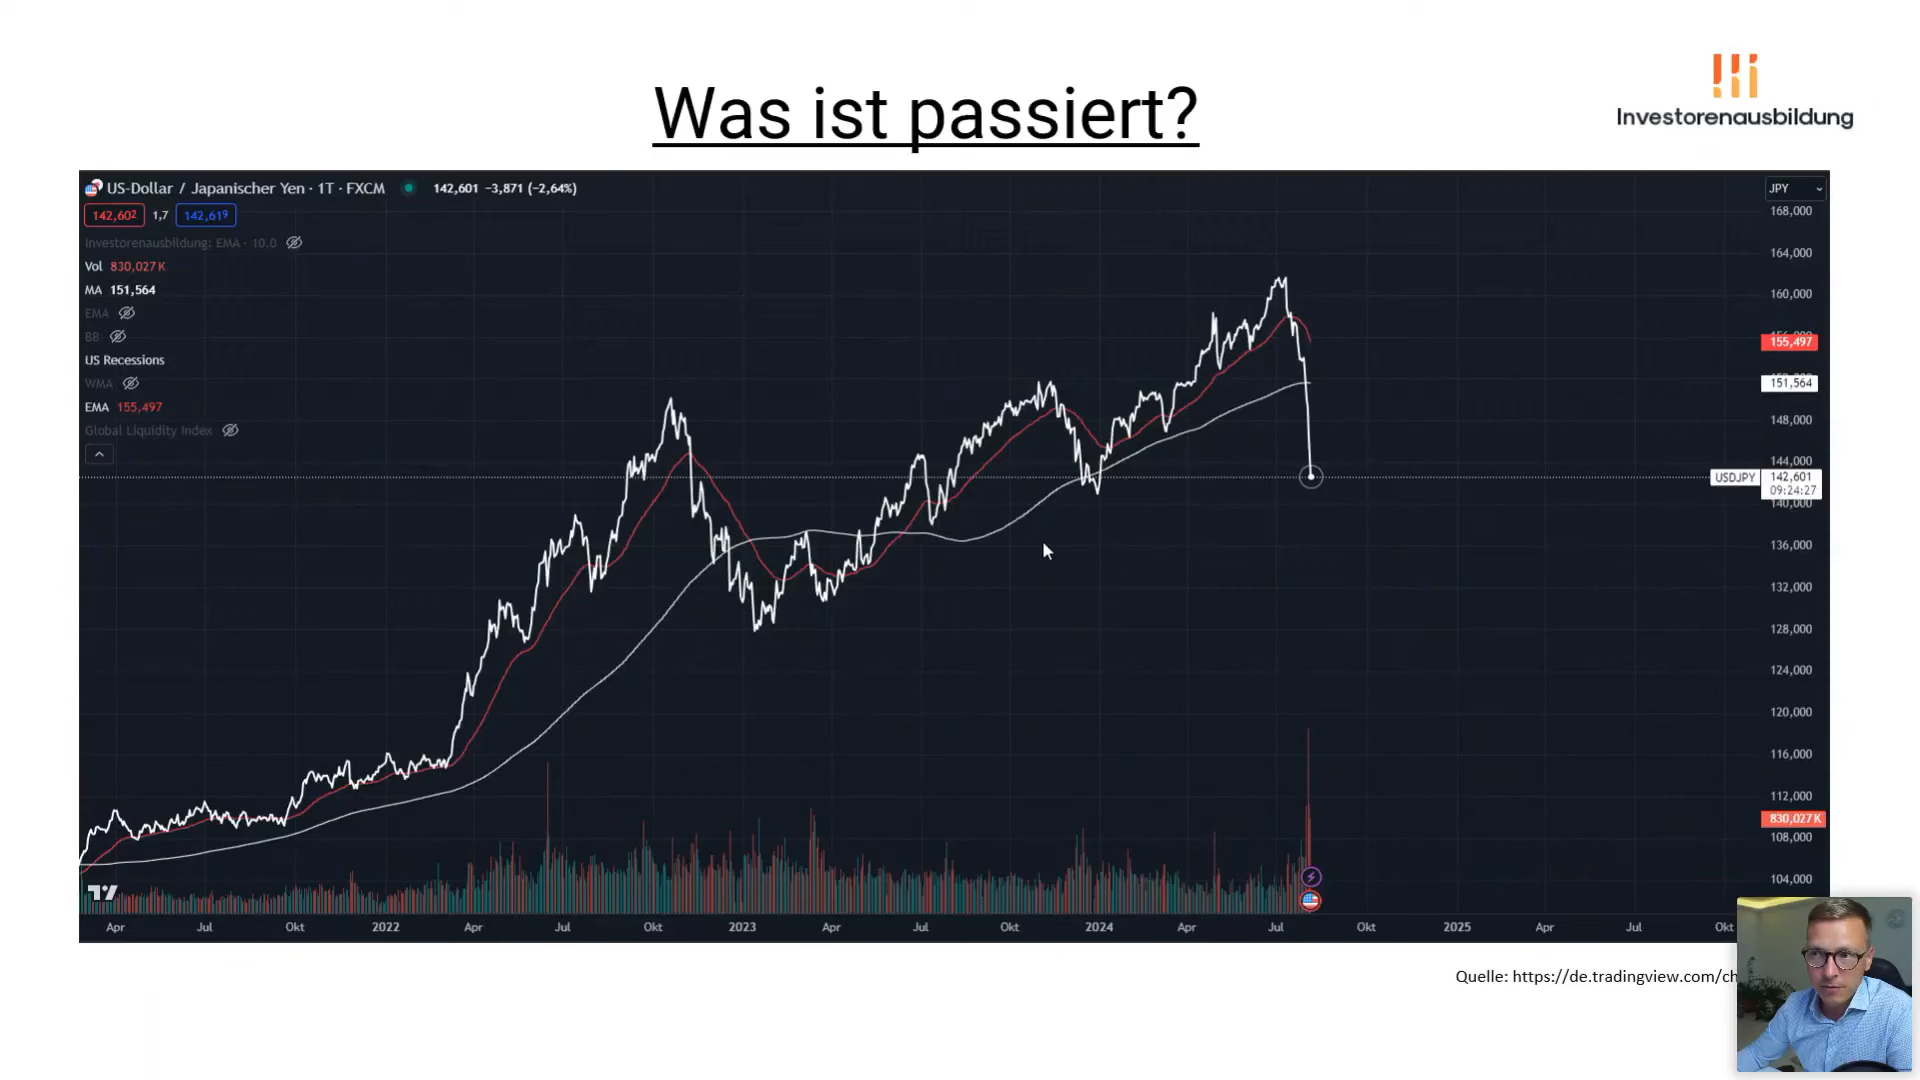 Was ist passiert?
Investorenausbildung
US-Dollar / Japanischer Yen · 1T · FXCM 142,601 −3,871 (−2,64%)
142,602 1,7 142,619
Investorenausbildung: EMA · 10.0
Vol 830,027 K
MA 151,564
EMA
BB
US Recessions
WMA
EMA 155,497
Global Liquidity Index
JPY
168,000
164,000
160,000
155,497
151,564
148,000
144,000
USDJPY 142,601
09:24:27
140,000
136,000
132,000
128,000
124,000
120,000
116,000
112,000
830,027 K
108,000
104,000
Apr Jul Okt 2022 Apr Jul Okt 2023 Apr Jul Okt 2024 Apr Jul Okt 2025 Apr Jul Okt
Quelle: https://de.tradingview.com/ch